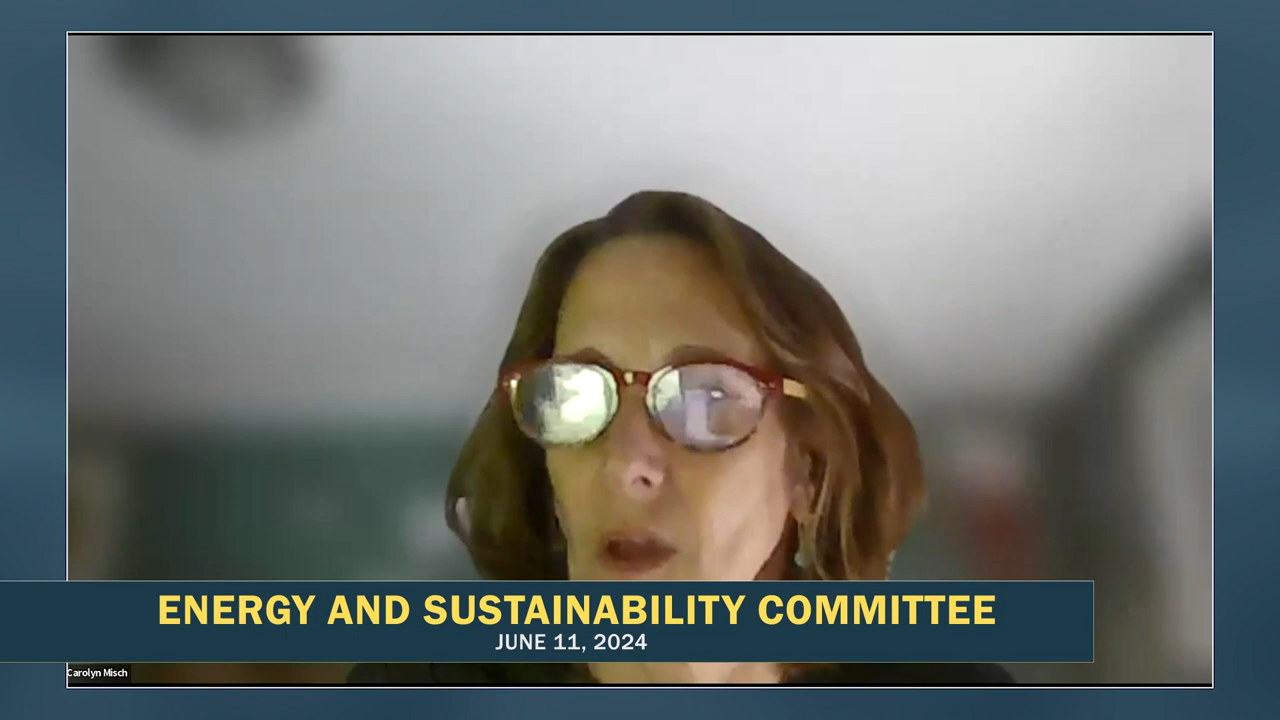 ENERGY AND SUSTAINABILITY COMMITTEE
JUNE 11, 2024
Carolyn Misch